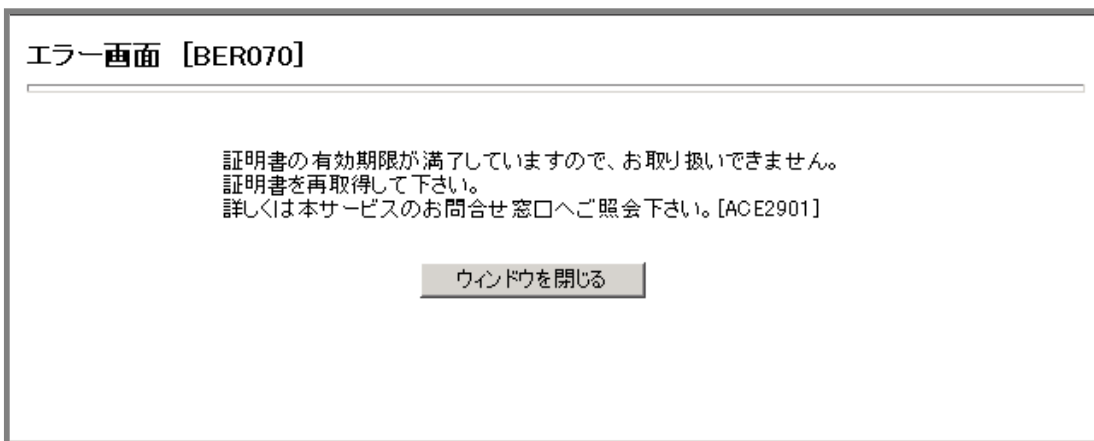 エラー画面 [BER070]
証明書の有効期限が満了していますので、お取り扱いできません。
証明書を再取得して下さい。
詳しくは本サービスのお問合せ窓口へご照会下さい。[ACE2901]
ウィンドウを閉じる